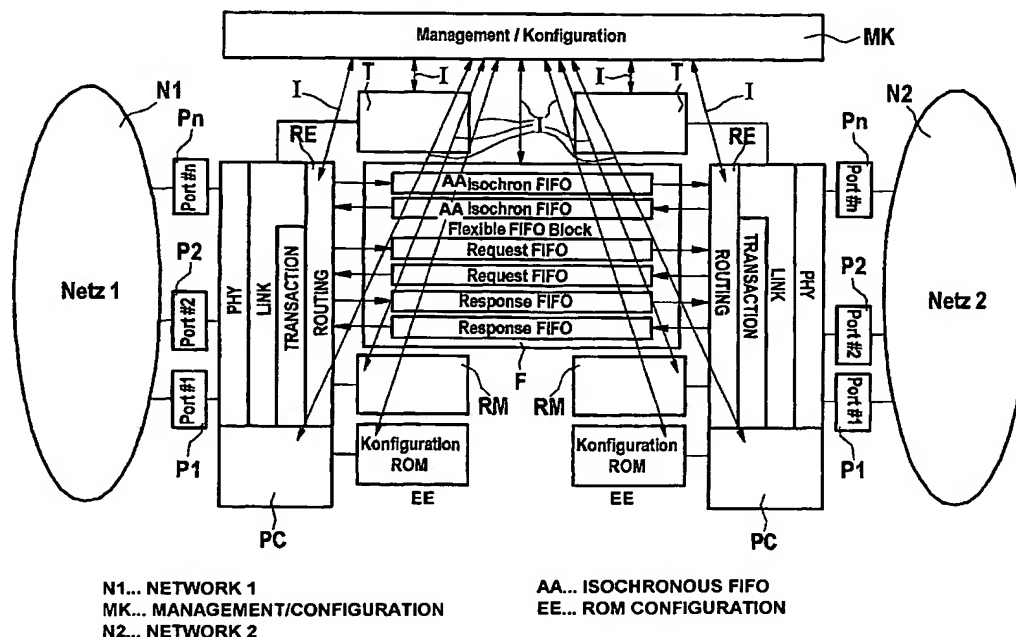 Management / Konfiguration
MK
N1
I
T
I
I
T
I
N2
Pn
RE
I
RE
Pn
Port #n
AA isochron FIFO
Port #n
AA Isochron FIFO
Flexible FIFO Block
P2
Request FIFO
P2
Netz 1
Port #2
PHY
LINK
TRANSACTION
ROUTING
Request FIFO
ROUTING
TRANSACTION
LINK
PHY
Port #2
Netz 2
Response FIFO
Response FIFO
F
Port #1
RM
RM
Port #1
P1
Konfiguration
ROM
Konfiguration
ROM
P1
EE
EE
PC
PC
N1... NETWORK 1
MK... MANAGEMENT/CONFIGURATION
N2... NETWORK 2
AA... ISOCHRONOUS FIFO
EE... ROM CONFIGURATION